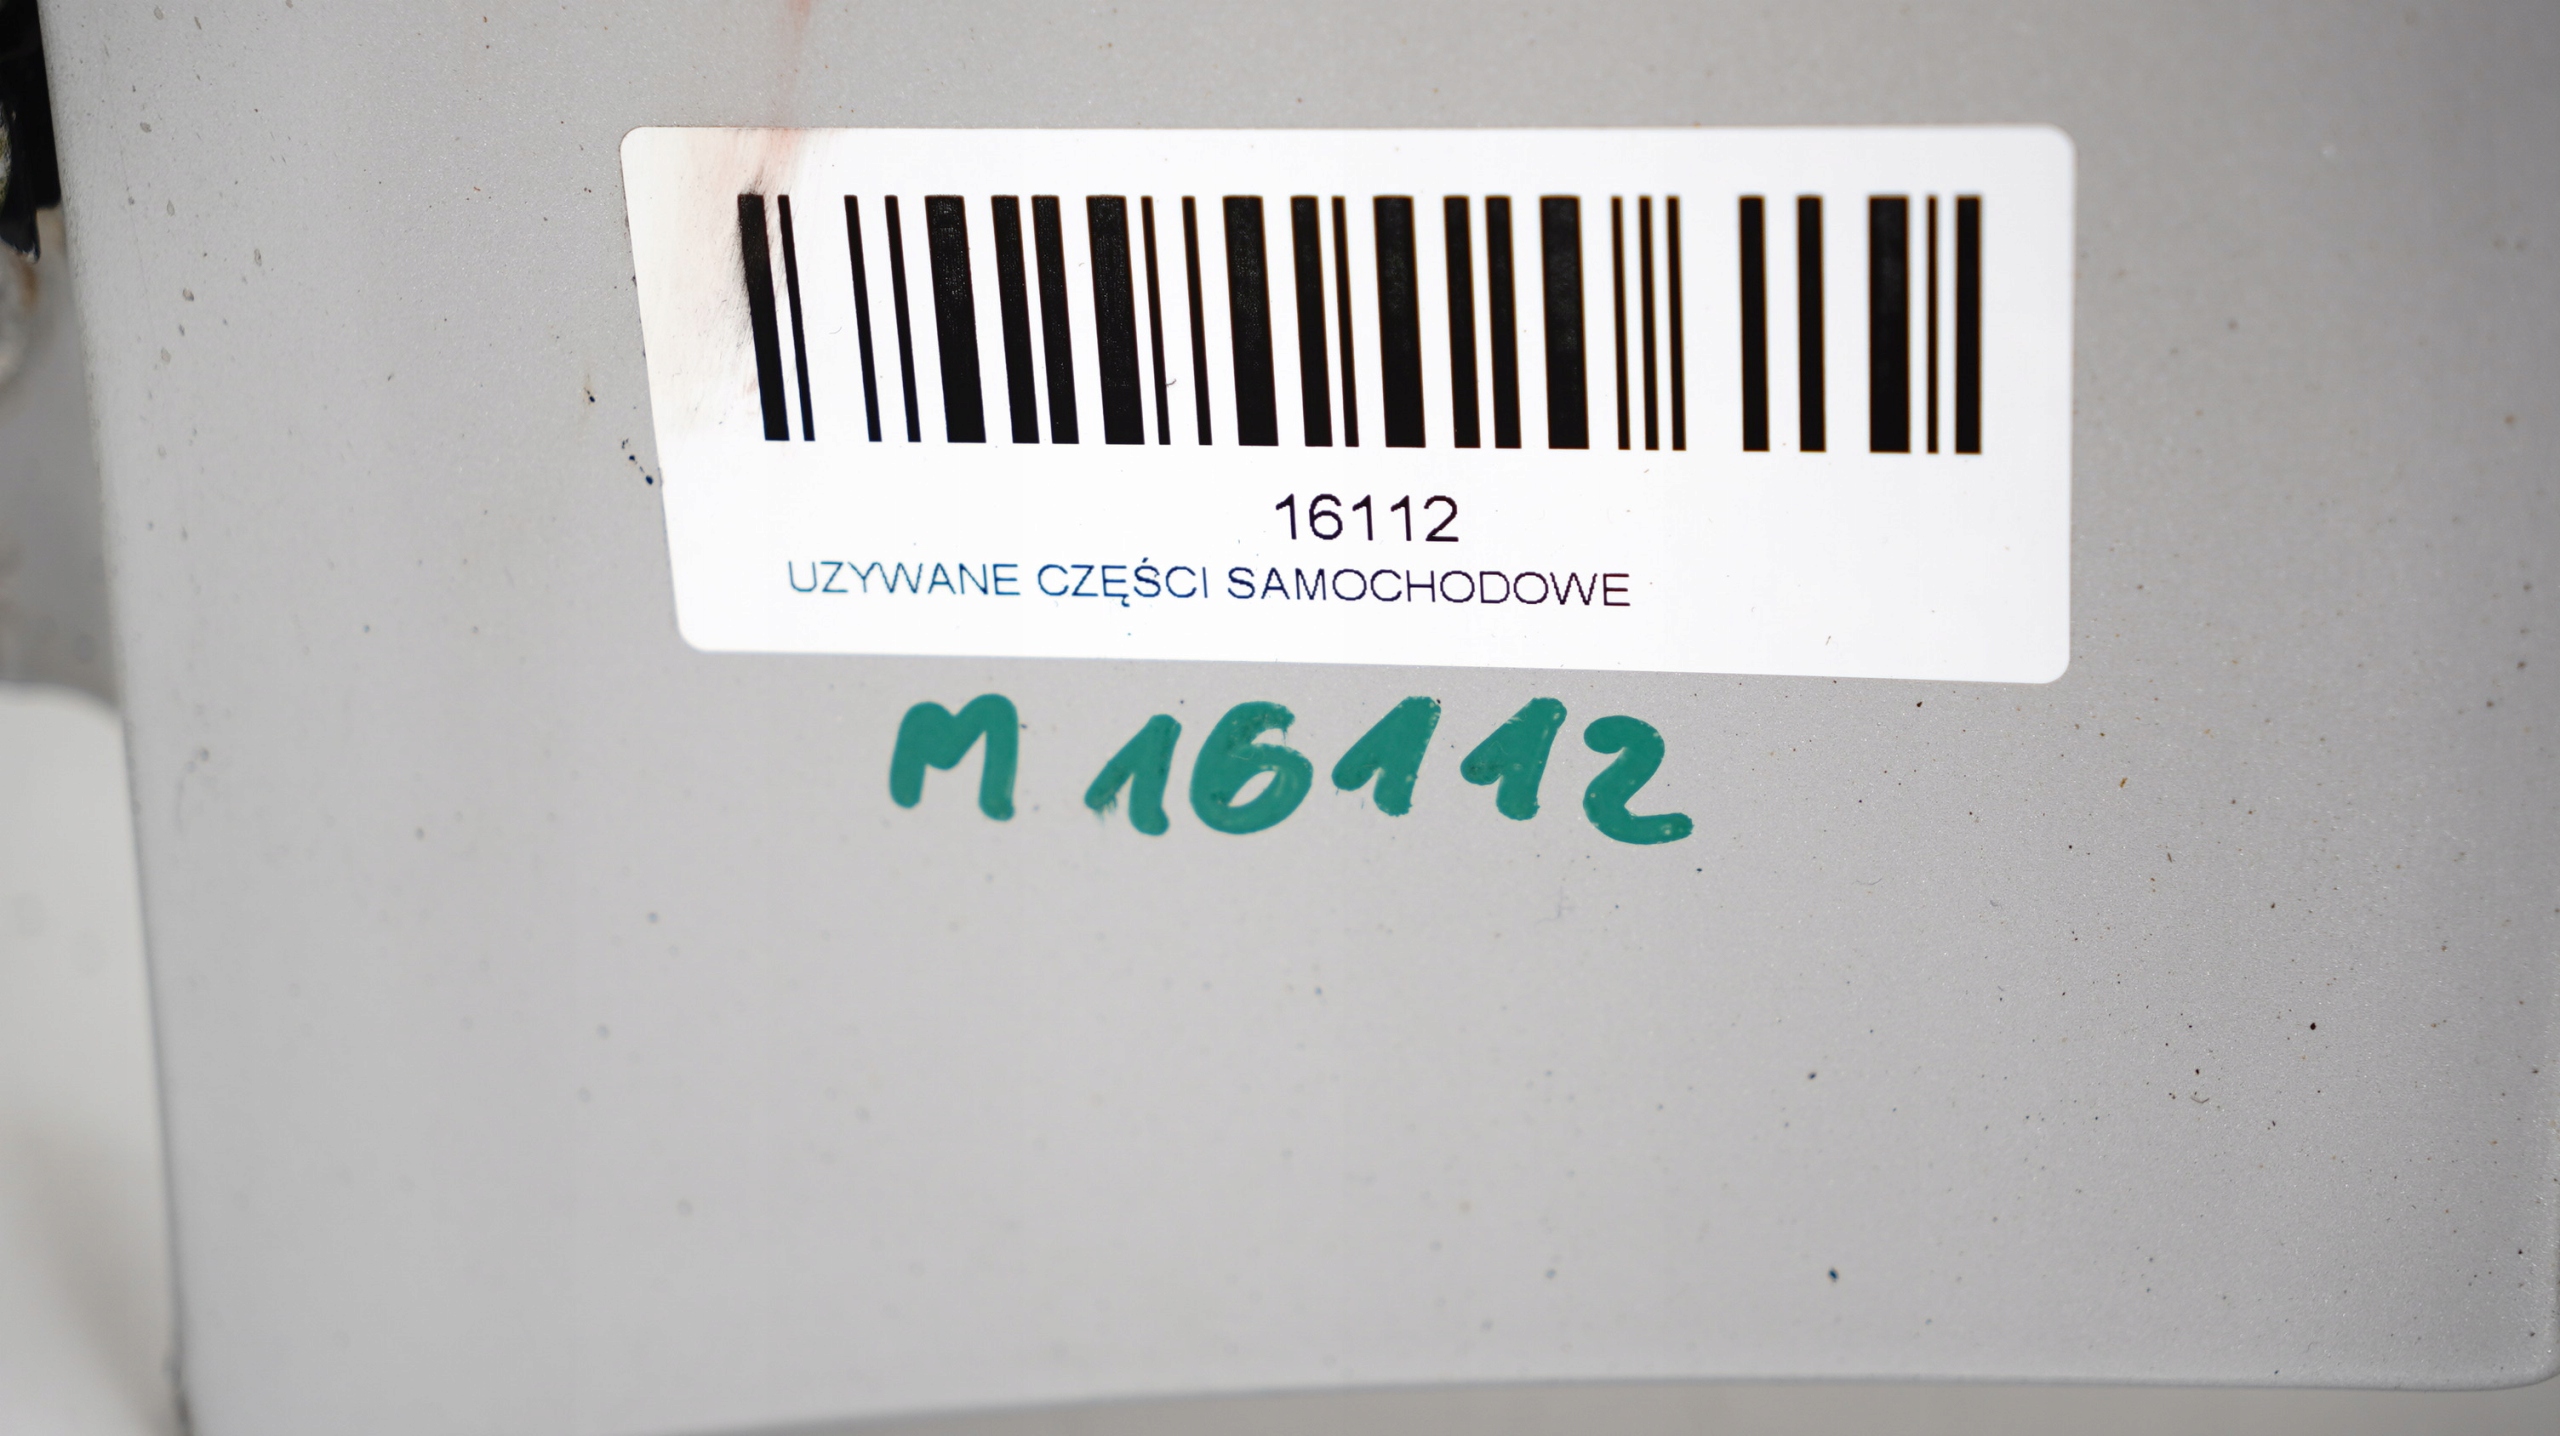 16112
UZYWANE CZĘŚCI SAMOCHODOWE
M 16112